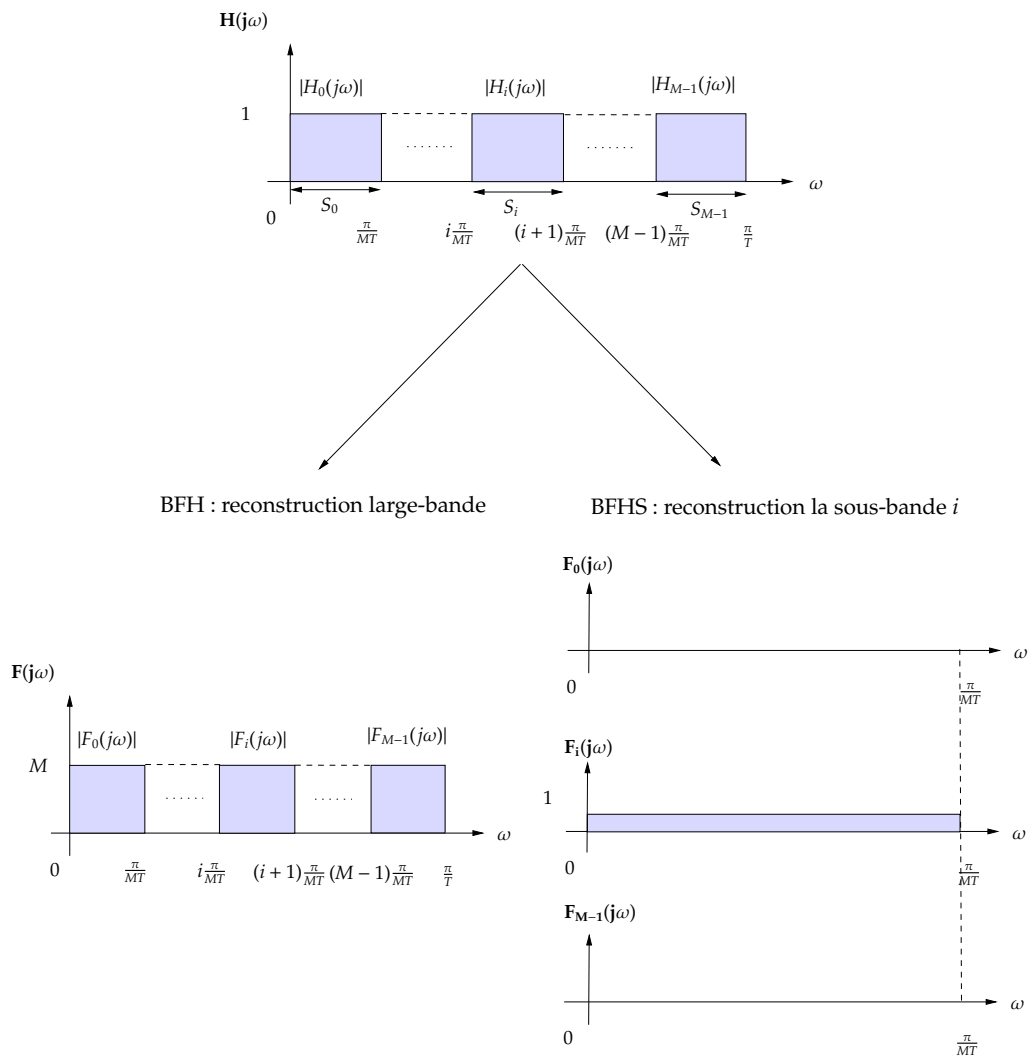 H(jω)
|H₀(jω)| |Hᵢ(jω)| |H_{M−1}(jω)|
1
....... .......
ω
S₀ Sᵢ S_{M−1}
0
π/MT i π/MT (i + 1) π/MT (M − 1) π/MT π/T
BFH : reconstruction large-bande
BFHS : reconstruction la sous-bande i
F₀(jω)
ω
0
π/MT
F(jω)
|F₀(jω)| |Fᵢ(jω)| |F_{M−1}(jω)|
M
...... ......
ω
0 π/MT i π/MT (i + 1) π/MT (M − 1) π/MT π/T
Fᵢ(jω)
1
ω
0
π/MT
F_{M−1}(jω)
ω
0
π/MT